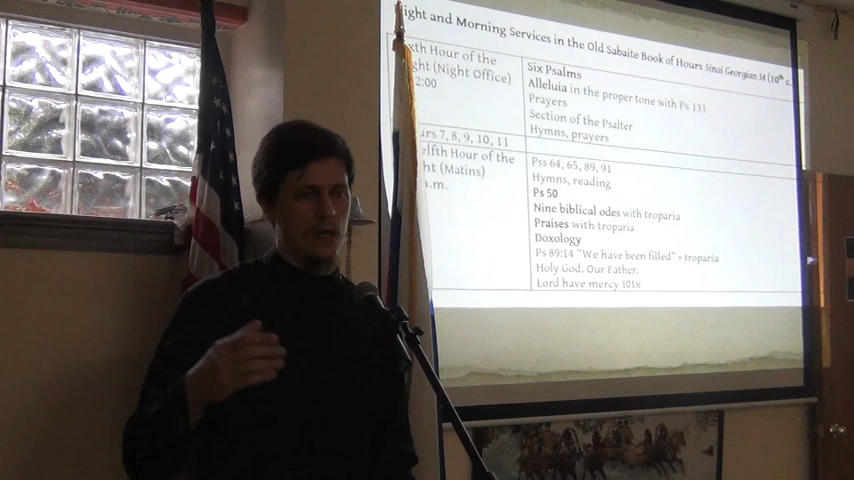 ight and Morning Services in the Old Sabaite Book of Hours Sinai Georgian 34 (10th c.
xth Hour of the
ght (Night Office)
2:00
Six Psalms
Alleluia in the proper tone with Ps 133
Prayers
Section of the Psalter
Hymns, prayers
urs 7, 8, 9, 10, 11
elfth Hour of the
ht (Matins)
a.m.
Pss 64, 65, 89, 91
Hymns, reading
Ps 50
Nine biblical odes with troparia
Praises with troparia
Doxology
Ps 89:14 "We have been filled" + troparia
Holy God. Our Father.
Lord have mercy 101x